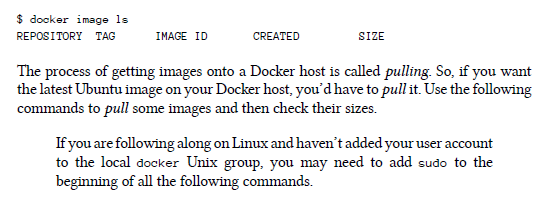 $ docker image ls
REPOSITORY TAG IMAGE ID CREATED SIZE
The process of getting images onto a Docker host is called pulling. So, if you want
the latest Ubuntu image on your Docker host, you’d have to pull it. Use the following
commands to pull some images and then check their sizes.
If you are following along on Linux and haven’t added your user account
to the local docker Unix group, you may need to add sudo to the
beginning of all the following commands.